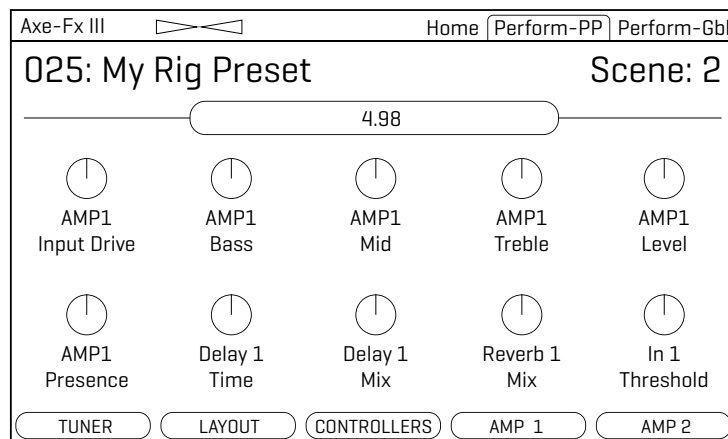 Axe-Fx III Home Perform-PP Perform-Gbl
025: My Rig Preset Scene: 2
4.98
AMP1 AMP1 AMP1 AMP1 AMP1
Input Drive Bass Mid Treble Level
AMP1 Delay 1 Delay 1 Reverb 1 In 1
Presence Time Mix Mix Threshold
TUNER LAYOUT CONTROLLERS AMP 1 AMP 2